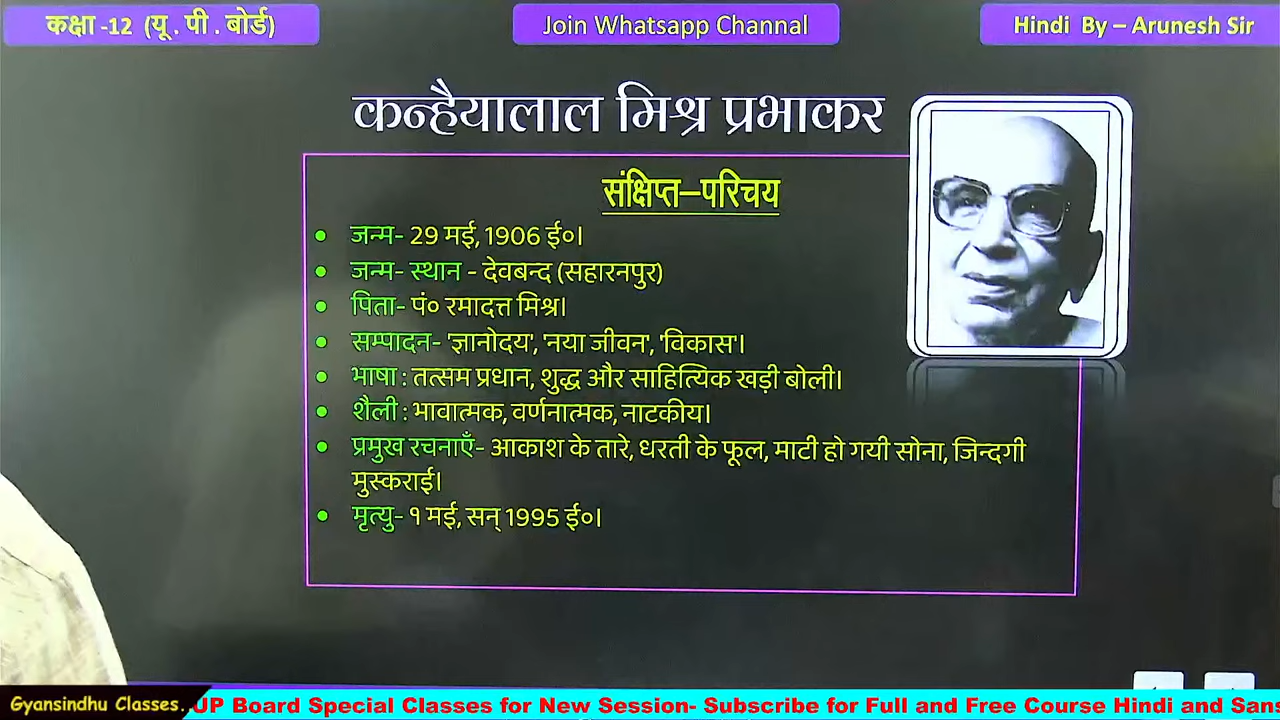 कक्षा -12 (यू . पी . बोर्ड)
Join Whatsapp Channal
Hindi By – Arunesh Sir
कन्हैयालाल मिश्र प्रभाकर
संक्षिप्त–परिचय
• जन्म- 29 मई, 1906 ई०।
• जन्म- स्थान - देवबन्द (सहारनपुर)
• पिता- पं० रमादत्त मिश्र।
• सम्पादन- 'ज्ञानोदय', 'नया जीवन', 'विकास'।
• भाषा : तत्सम प्रधान, शुद्ध और साहित्यिक खड़ी बोली।
• शैली : भावात्मक, वर्णनात्मक, नाटकीय।
• प्रमुख रचनाएँ- आकाश के तारे, धरती के फूल, माटी हो गयी सोना, जिन्दगी
मुस्कराई।
• मृत्यु- १ मई, सन् 1995 ई०।
Gyansindhu Classes.
UP Board Special Classes for New Session- Subscribe for Full and Free Course Hindi and Sans